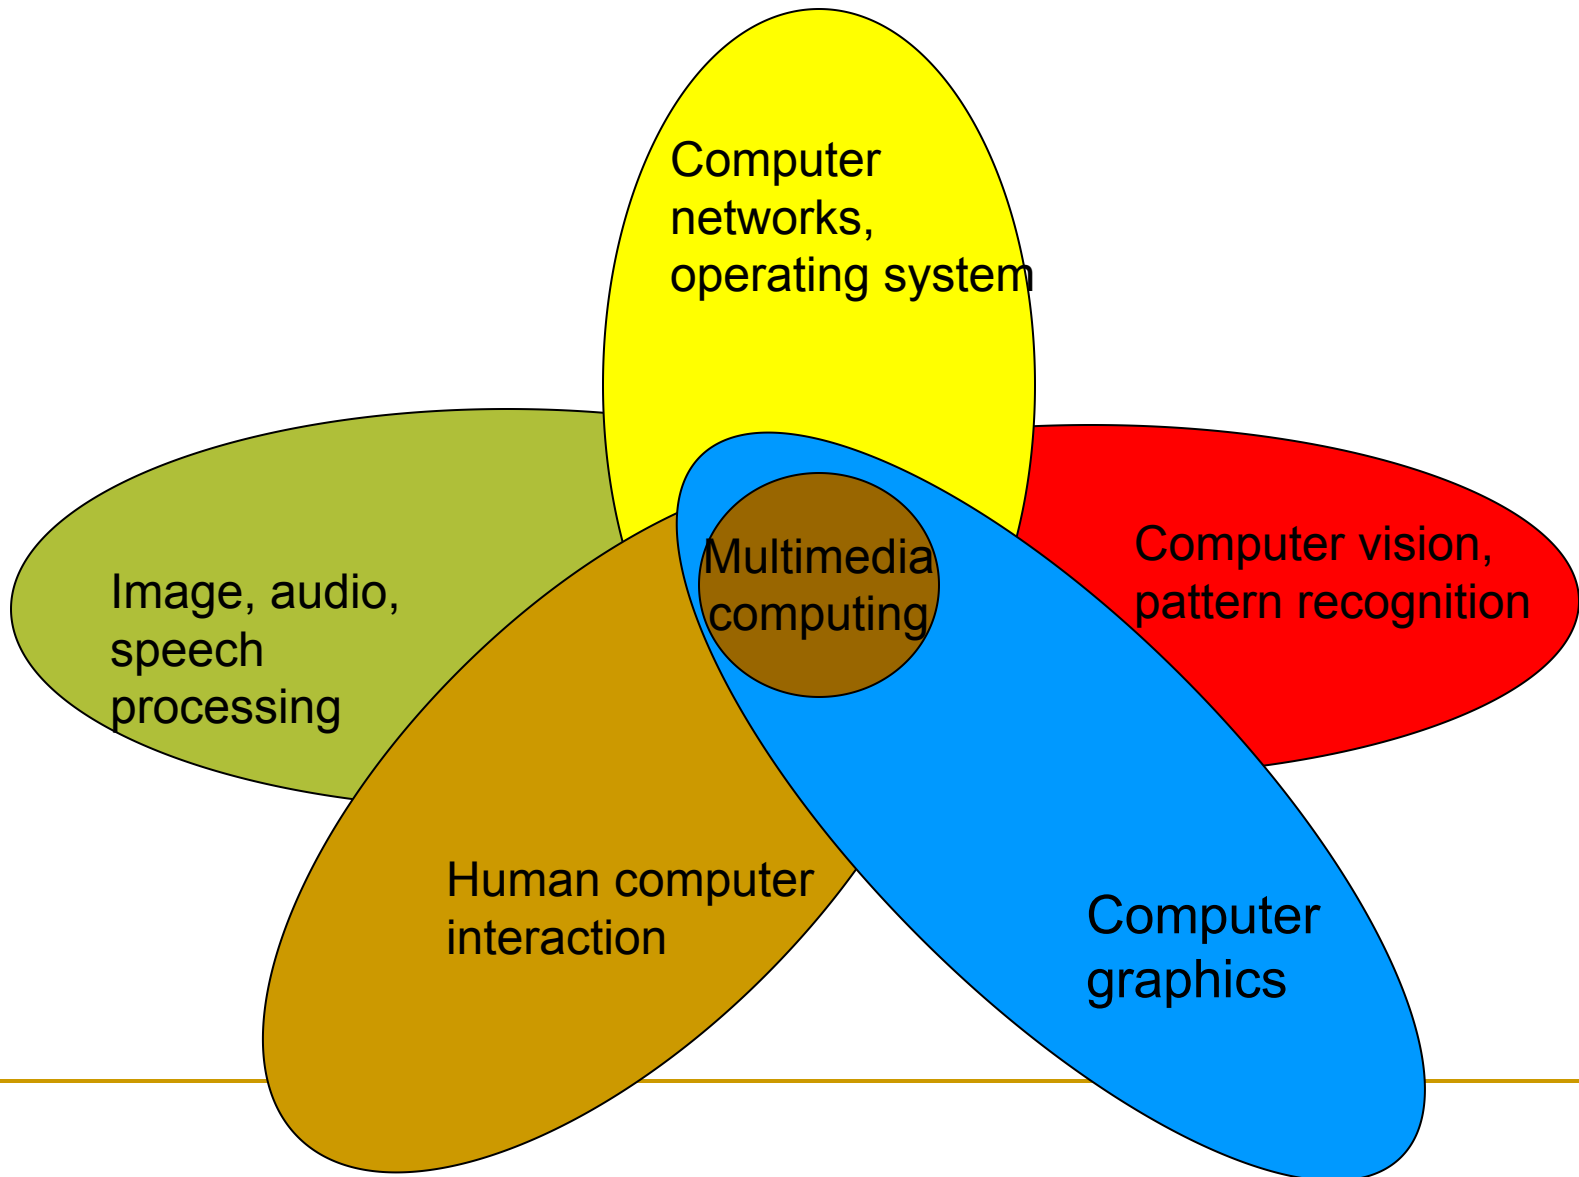 Computer
networks,
operating system
Multimedia
computing
Computer vision,
pattern recognition
Image, audio,
speech
processing
Human computer
interaction
Computer
graphics